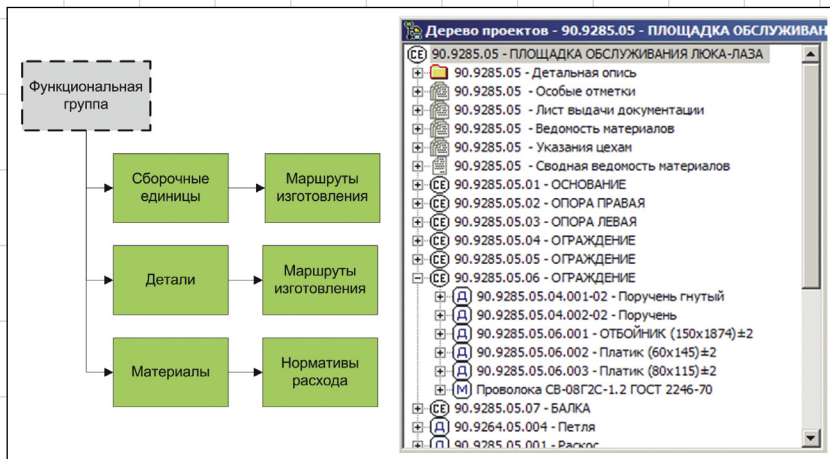 Функциональная
группа
Сборочные
единицы
Маршруты
изготовления
Детали
Маршруты
изготовления
Материалы
Нормативы
расхода
Дерево проектов - 90.9285.05 - ПЛОЩАДКА ОБСЛУЖИВАН
СЕ 90.9285.05 - ПЛОЩАДКА ОБСЛУЖИВАНИЯ ЛЮКА-ЛАЗА
90.9285.05 - Детальная опись
90.9285.05 - Особые отметки
90.9285.05 - Лист выдачи документации
90.9285.05 - Ведомость материалов
90.9285.05 - Указания цехам
90.9285.05 - Сводная ведомость материалов
СЕ 90.9285.05.01 - ОСНОВАНИЕ
СЕ 90.9285.05.02 - ОПОРА ПРАВАЯ
СЕ 90.9285.05.03 - ОПОРА ЛЕВАЯ
СЕ 90.9285.05.04 - ОГРАЖДЕНИЕ
СЕ 90.9285.05.05 - ОГРАЖДЕНИЕ
СЕ 90.9285.05.06 - ОГРАЖДЕНИЕ
Д 90.9285.05.04.001-02 - Поручень гнутый
Д 90.9285.05.04.002-02 - Поручень
Д 90.9285.05.06.001 - ОТБОЙНИК (150х1874)±2
Д 90.9285.05.06.002 - Платик (60х145)±2
Д 90.9285.05.06.003 - Платик (80х115)±2
М Проволока СВ-08Г2С-1.2 ГОСТ 2246-70
СЕ 90.9285.05.07 - БАЛКА
Д 90.9264.05.004 - Петля
Д 90.9285.05.001 - Раскос